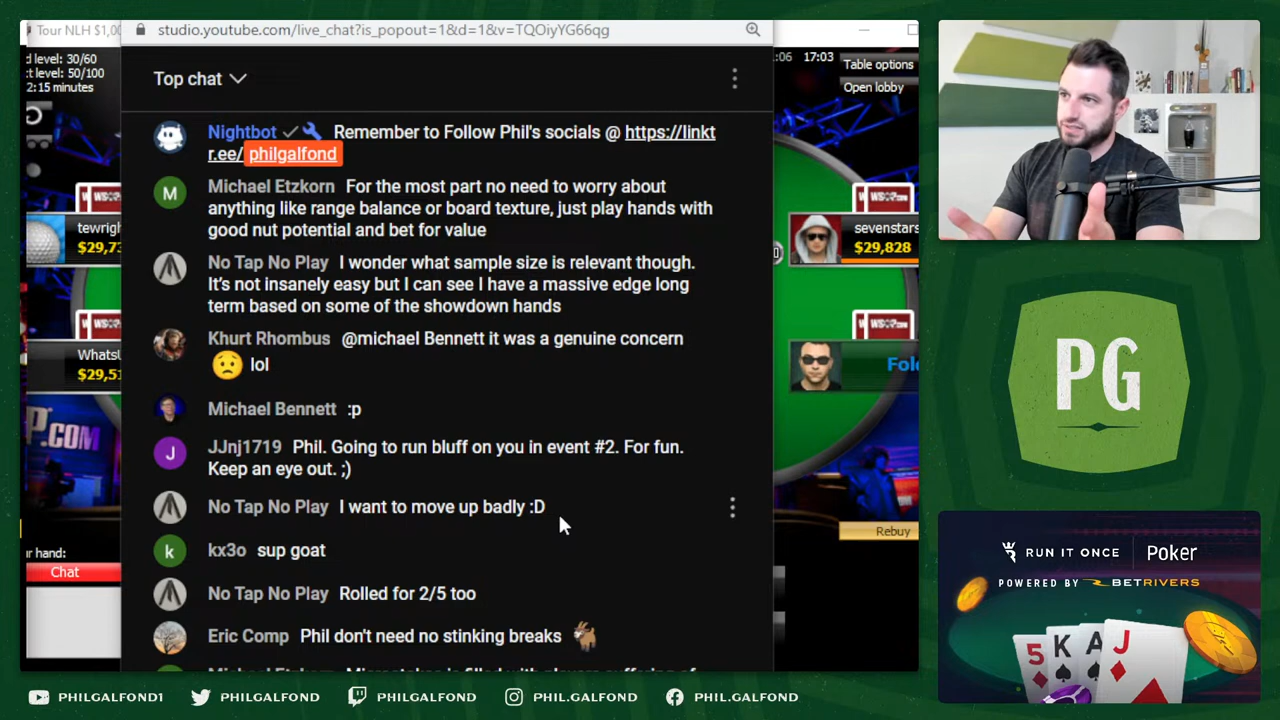 Tour NLH $1,0
studio.youtube.com/live_chat?is_popout=1&d=1&v=TQOiyYG66qg
d level: 30/60
ct level: 50/100
2:15 minutes
:06
17:03
Table options
Open lobby
Top chat
Nightbot Remember to Follow Phil's socials @ https://linkt
r.ee/philgalfond
Michael Etzkorn For the most part no need to worry about
anything like range balance or board texture, just play hands with
good nut potential and bet for value
No Tap No Play I wonder what sample size is relevant though.
It's not insanely easy but I can see I have a massive edge long
term based on some of the showdown hands
Khurt Rhombus @michael Bennett it was a genuine concern
lol
Michael Bennett :p
JJnj1719 Phil. Going to run bluff on you in event #2. For fun.
Keep an eye out. ;)
No Tap No Play I want to move up badly :D
kx3o sup goat
No Tap No Play Rolled for 2/5 too
Eric Comp Phil don't need no stinking breaks
M
J
k
tewrigh
$29,73
WhatsU
$29,51
P.COM
r hand:
Chat
sevenstars
$29,828
WSOP.com
Fol
Rebuy
PG
RUN IT ONCE
Poker
POWERED BY BETRIVERS
5 K A J
PHILGALFOND1
PHILGALFOND
PHILGALFOND
PHIL.GALFOND
PHIL.GALFOND